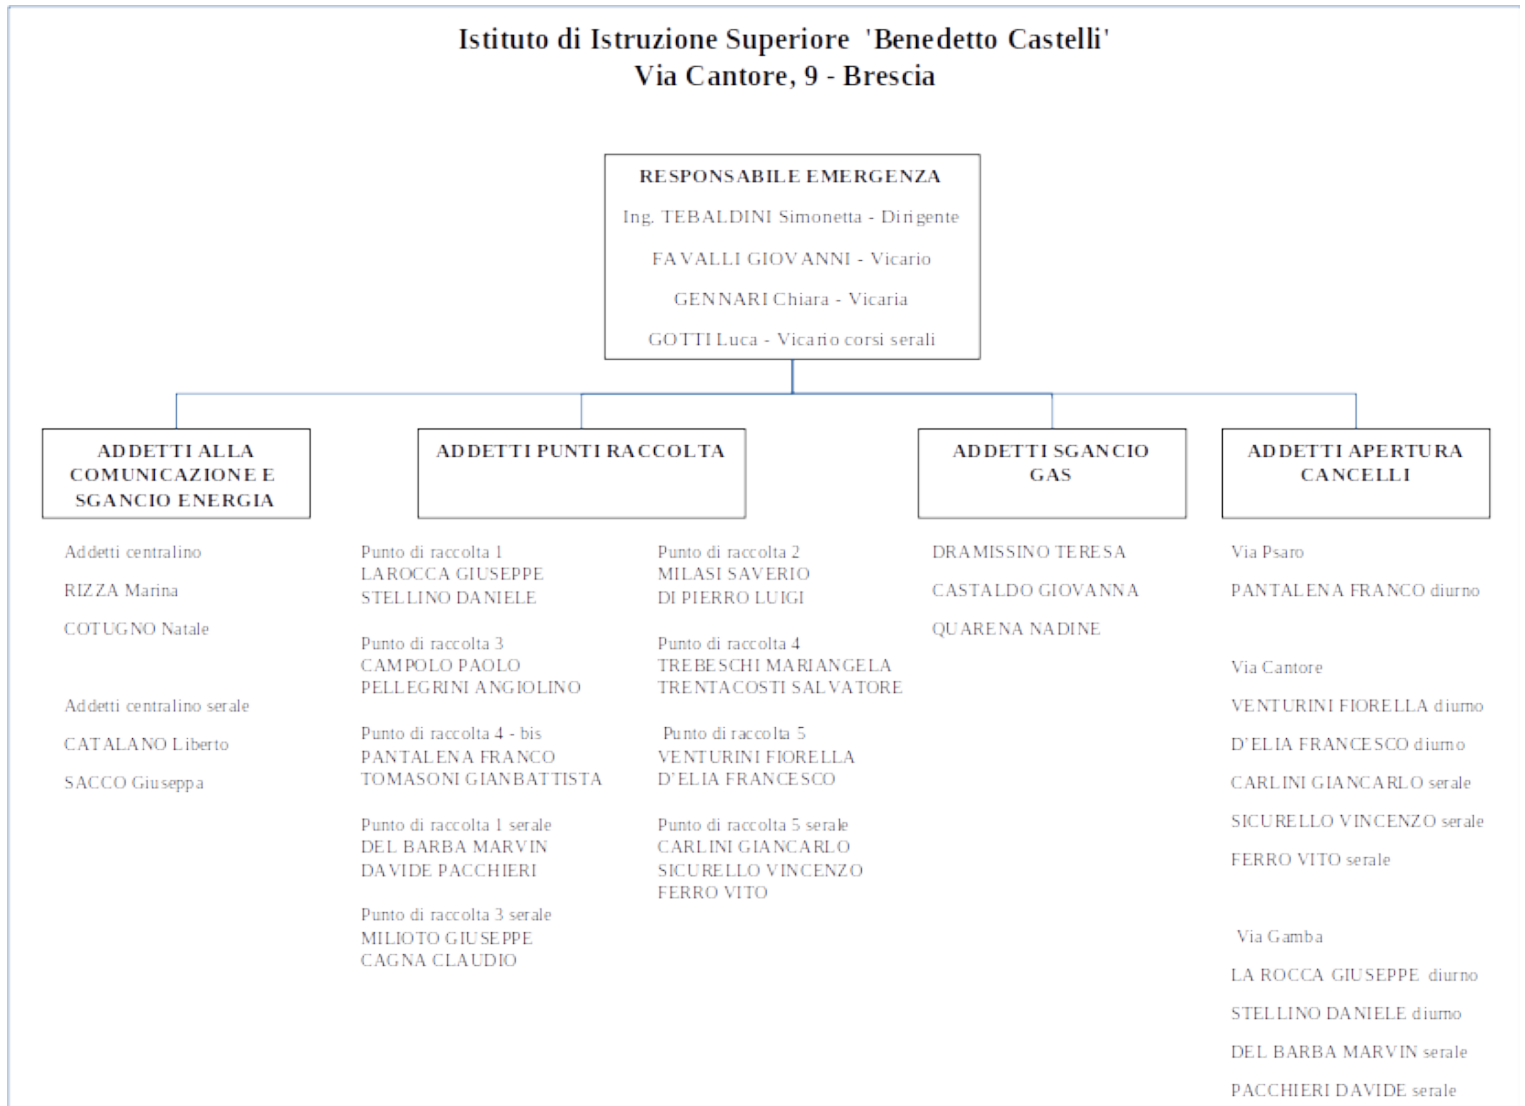 Istituto di Istruzione Superiore 'Benedetto Castelli'
Via Cantore, 9 - Brescia
RESPONSABILE EMERGENZA
Ing. TEBALDINI Simonetta - Dirigente
FAVALLI GIOVANNI - Vicario
GENNARI Chiara - Vicaria
GOTTI Luca - Vicario corsi serali
ADDETTI ALLA
COMUNICAZIONE E
SGANCIO ENERGIA
Addetti centralino
RIZZA Marina
COTUGNO Natale
Addetti centralino serale
CATALANO Liberto
SACCO Giuseppa
ADDETTI PUNTI RACCOLTA
Punto di raccolta 1
LAROCCA GIUSEPPE
STELLINO DANIELE
Punto di raccolta 2
MILASI SAVERIO
DI PIERRO LUIGI
Punto di raccolta 3
CAMPOLO PAOLO
PELLEGRINI ANGIOLINO
Punto di raccolta 4
TREBESCHI MARIANGELA
TRENTACOSTI SALVATORE
Punto di raccolta 4 - bis
PANTALENA FRANCO
TOMASONI GIANBATTISTA
Punto di raccolta 5
VENTURINI FIORELLA
D'ELIA FRANCESCO
Punto di raccolta 1 serale
DEL BARBA MARVIN
DAVIDE PACCHIERI
Punto di raccolta 5 serale
CARLINI GIANCARLO
SICURELLO VINCENZO
FERRO VITO
Punto di raccolta 3 serale
MILIOTO GIUSEPPE
CAGNA CLAUDIO
ADDETTI SGANCIO
GAS
DRAMISSINO TERESA
CASTALDO GIOVANNA
QUARENA NADINE
ADDETTI APERTURA
CANCELLI
Via Psaro
PANTALENA FRANCO diurno
Via Cantore
VENTURINI FIORELLA diurno
D'ELIA FRANCESCO diurno
CARLINI GIANCARLO serale
SICURELLO VINCENZO serale
FERRO VITO serale
Via Gamba
LA ROCCA GIUSEPPE diurno
STELLINO DANIELE diurno
DEL BARBA MARVIN serale
PACCHIERI DAVIDE serale